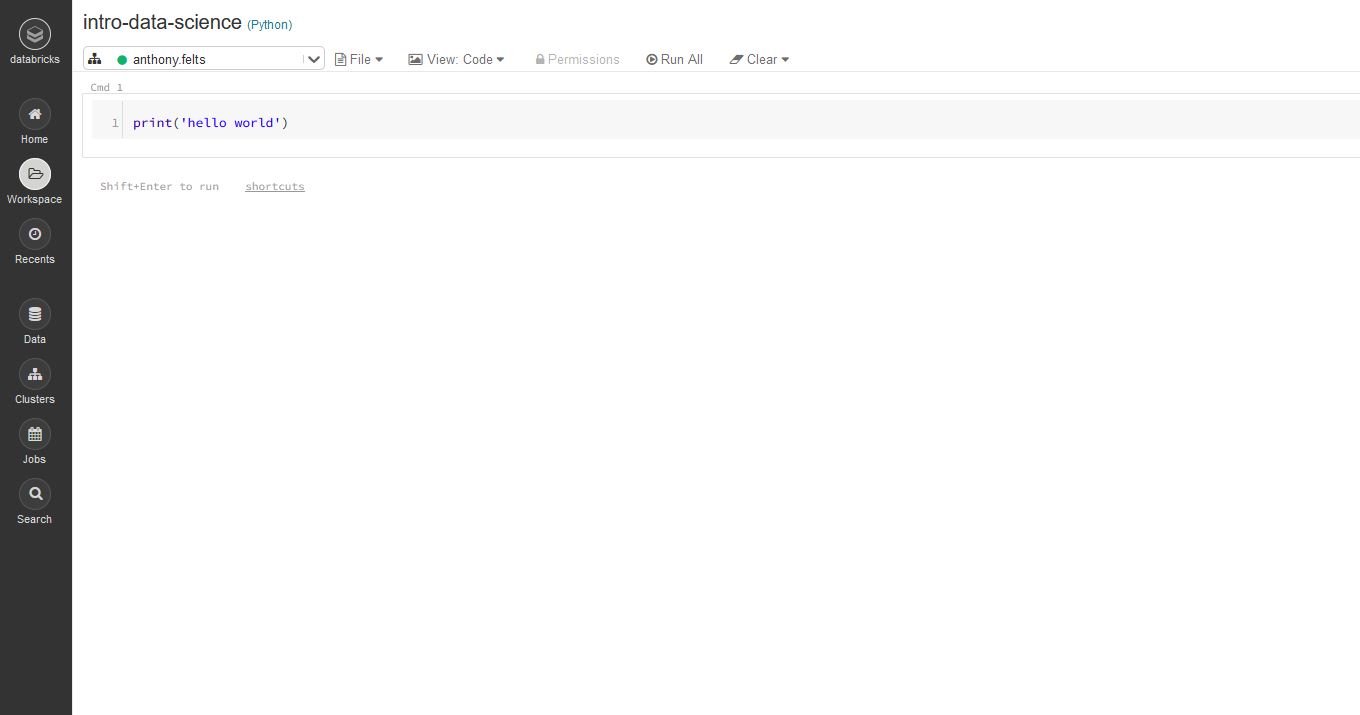 intro-data-science (Python)
databricks
anthony.felts File View: Code Permissions Run All Clear
Cmd 1
1 print('hello world')
Shift+Enter to run shortcuts
Home
Workspace
Recents
Data
Clusters
Jobs
Search